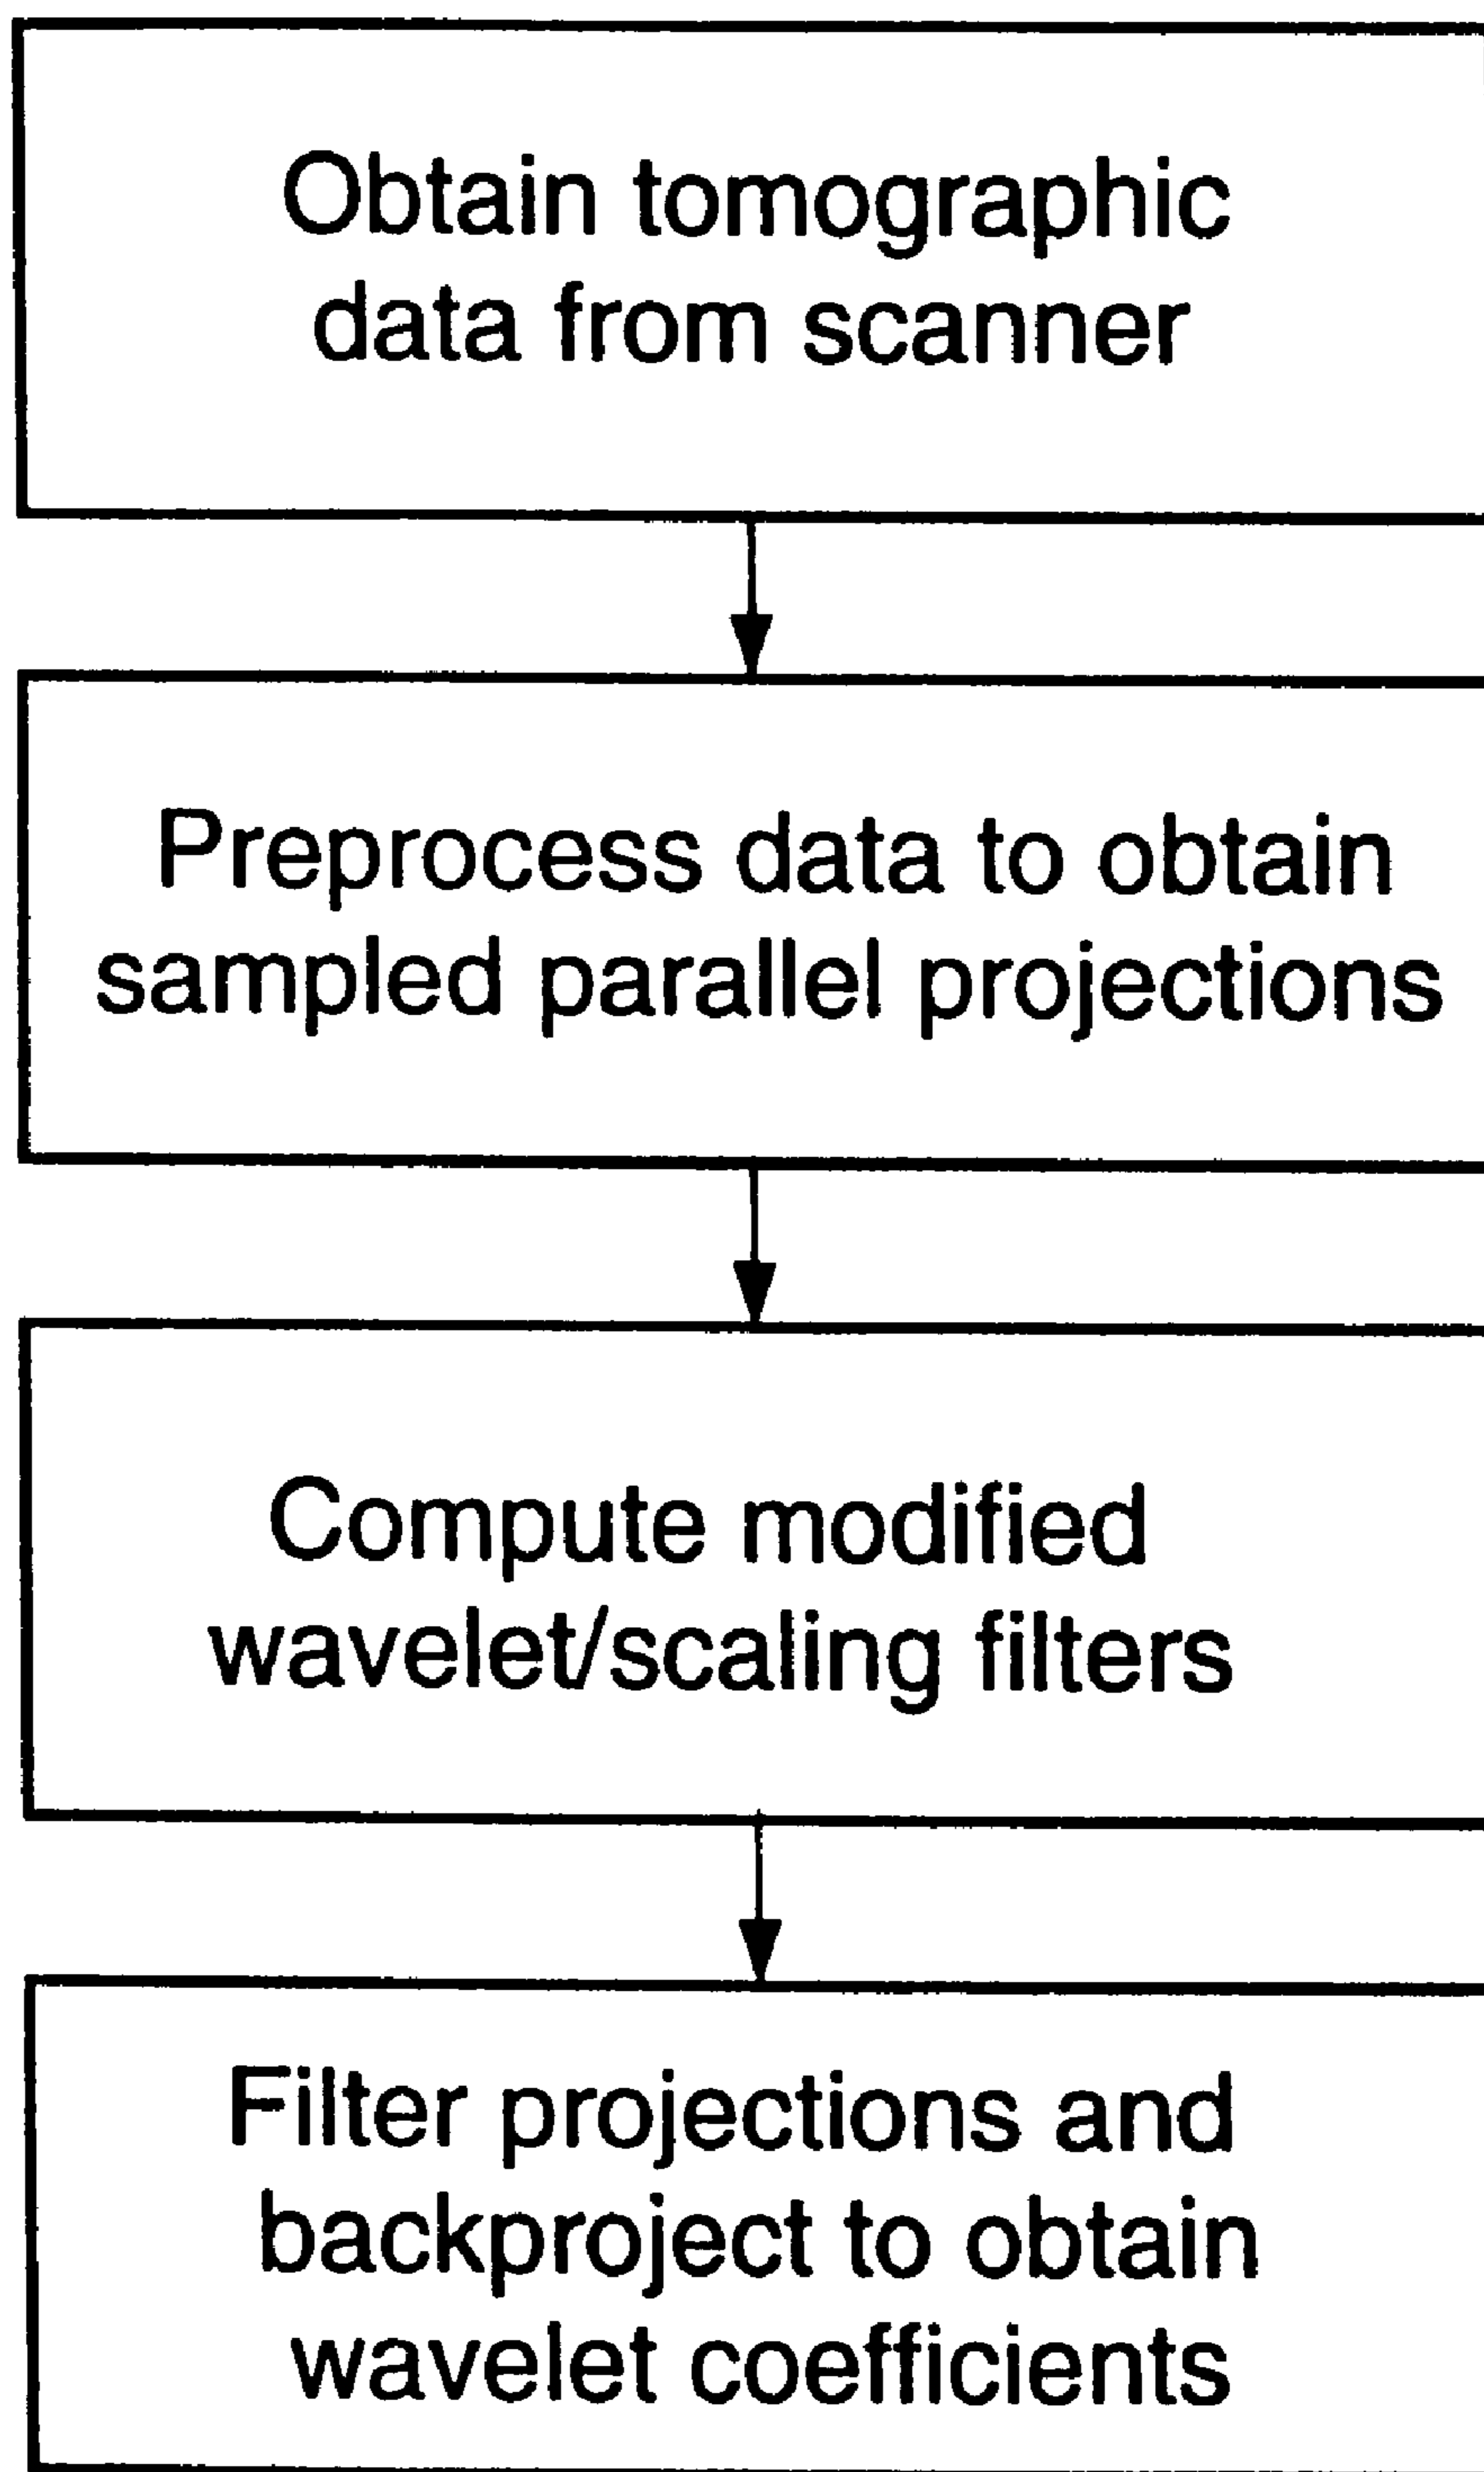 Obtain tomographic
data from scanner
Preprocess data to obtain
sampled parallel projections
Compute modified
wavelet/scaling filters
Filter projections and
backproject to obtain
wavelet coefficients